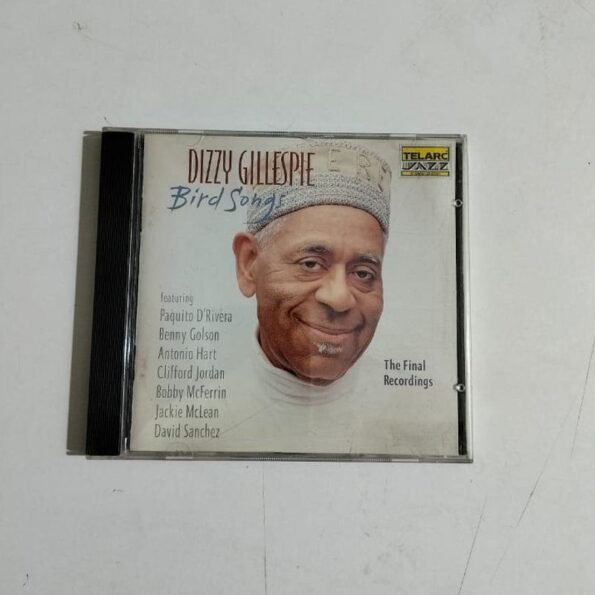 DIZZY GILLESPIE
Bird Songs
TELARC
JAZZ
featuring
Paquito D'Rivera
Benny Golson
Antonio Hart
Clifford Jordan
Bobby McFerrin
Jackie McLean
David Sanchez
The Final
Recordings